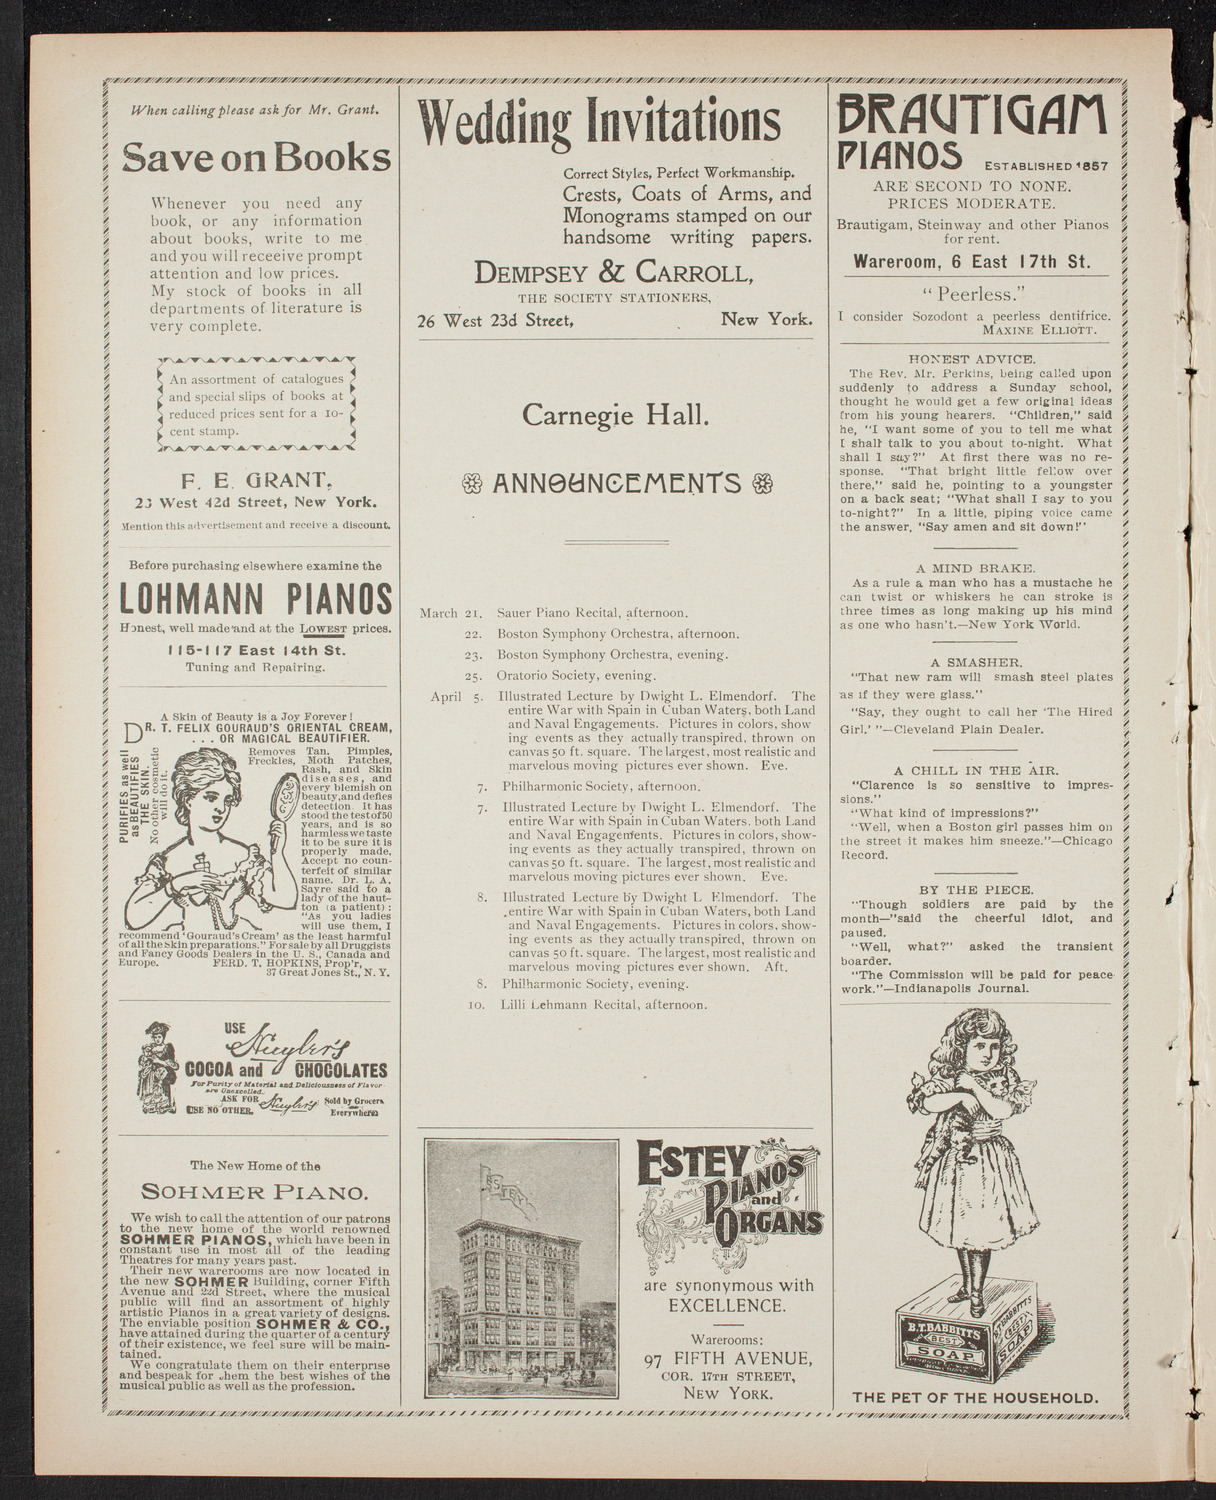 When calling please ask for Mr. Grant.
Save on Books
Whenever you need any
book, or any information
about books, write to me
and you will receeive prompt
attention and low prices.
My stock of books in all
departments of literature is
very complete.
An assortment of catalogues
and special slips of books at
reduced prices sent for a 10-
cent stamp.
F. E. GRANT,
23 West 42d Street, New York.
Mention this advertisement and receive a discount.
Before purchasing elsewhere examine the
LOHMANN PIANOS
Honest, well made and at the LOWEST prices.
115-117 East 14th St.
Tuning and Repairing.
A Skin of Beauty is a Joy Forever!
DR. T. FELIX GOURAUD'S ORIENTAL CREAM,
. . . OR MAGICAL BEAUTIFIER.
PURIFIES as well
as BEAUTIFIES
THE SKIN.
No other cosmetic
will do it.
Removes Tan, Pimples,
Freckles, Moth Patches,
Rash, and Skin
diseases, and
every blemish on
beauty, and defies
detection. It has
stood the test of 50
years, and is so
harmless we taste
it to be sure it is
properly made.
Accept no coun-
terfeit of similar
name. Dr. L. A.
Sayre said to a
lady of the haut-
ton (a patient):
"As you ladies
will use them, I
recommend 'Gouraud's Cream' as the least harmful
of all the Skin preparations." For sale by all Druggists
and Fancy Goods Dealers in the U. S., Canada and
Europe. FERD. T. HOPKINS, Prop'r,
37 Great Jones St., N. Y.
USE
Huyler's
COCOA and CHOCOLATES
For Purity of Material and Deliciousness of Flavor
are Unexcelled.
ASK FOR Huyler's Sold by Grocers
USE NO OTHER. Everywhere
The New Home of the
SOHMER PIANO.
We wish to call the attention of our patrons
to the new home of the world renowned
SOHMER PIANOS, which have been in
constant use in most all of the leading
Theatres for many years past.
Their new warerooms are now located in
the new SOHMER Building, corner Fifth
Avenue and 22d Street, where the musical
public will find an assortment of highly
artistic Pianos in a great variety of designs.
The enviable position SOHMER & CO.,
have attained during the quarter of a century
of their existence, we feel sure will be main-
tained.
We congratulate them on their enterprise
and bespeak for them the best wishes of the
musical public as well as the profession.
Wedding Invitations
Correct Styles, Perfect Workmanship.
Crests, Coats of Arms, and
Monograms stamped on our
handsome writing papers.
DEMPSEY & CARROLL,
THE SOCIETY STATIONERS,
26 West 23d Street, New York.
Carnegie Hall.
ANNOUNCEMENTS
March 21. Sauer Piano Recital, afternoon.
22. Boston Symphony Orchestra, afternoon.
23. Boston Symphony Orchestra, evening.
25. Oratorio Society, evening.
April 5. Illustrated Lecture by Dwight L. Elmendorf. The
entire War with Spain in Cuban Waters, both Land
and Naval Engagements. Pictures in colors, show
ing events as they actually transpired, thrown on
canvas 50 ft. square. The largest, most realistic and
marvelous moving pictures ever shown. Eve.
7. Philharmonic Society, afternoon.
7. Illustrated Lecture by Dwight L. Elmendorf. The
entire War with Spain in Cuban Waters, both Land
and Naval Engagements. Pictures in colors, show-
ing events as they actually transpired, thrown on
canvas 50 ft. square. The largest, most realistic and
marvelous moving pictures ever shown. Eve.
8. Illustrated Lecture by Dwight L Elmendorf. The
entire War with Spain in Cuban Waters, both Land
and Naval Engagements. Pictures in colors, show-
ing events as they actually transpired, thrown on
canvas 50 ft. square. The largest, most realistic and
marvelous moving pictures ever shown. Aft.
8. Philharmonic Society, evening.
10. Lilli Lehmann Recital, afternoon.
ESTEY
ESTEY
PIANOS
and
ORGANS
are synonymous with
EXCELLENCE.
Warerooms:
97 FIFTH AVENUE,
COR. 17TH STREET,
NEW YORK.
BRAUTIGAM
PIANOS ESTABLISHED 1857
ARE SECOND TO NONE.
PRICES MODERATE.
Brautigam, Steinway and other Pianos
for rent.
Wareroom, 6 East 17th St.
"Peerless."
I consider Sozodont a peerless dentifrice.
MAXINE ELLIOTT.
HONEST ADVICE.
The Rev. Mr. Perkins, being called upon
suddenly to address a Sunday school,
thought he would get a few original ideas
from his young hearers. "Children," said
he, "I want some of you to tell me what
I shall talk to you about to-night. What
shall I say?" At first there was no re-
sponse. "That bright little fellow over
there," said he, pointing to a youngster
on a back seat; "What shall I say to you
to-night?" In a little, piping voice came
the answer, "Say amen and sit down!"
A MIND BRAKE.
As a rule a man who has a mustache he
can twist or whiskers he can stroke is
three times as long making up his mind
as one who hasn't.—New York World.
A SMASHER.
"That new ram will smash steel plates
as if they were glass."
"Say, they ought to call her 'The Hired
Girl.' "—Cleveland Plain Dealer.
A CHILL IN THE AIR.
"Clarence is so sensitive to impres-
sions."
"What kind of impressions?"
"Well, when a Boston girl passes him on
the street it makes him sneeze."—Chicago
Record.
BY THE PIECE.
"Though soldiers are paid by the
month—"said the cheerful idiot, and
paused.
"Well, what?" asked the transient
boarder.
"The Commission will be paid for peace
work."—Indianapolis Journal.
B.T. BABBITT'S
BEST
SOAP
B.T. BABBITT'S
BEST
SOAP
THE PET OF THE HOUSEHOLD.